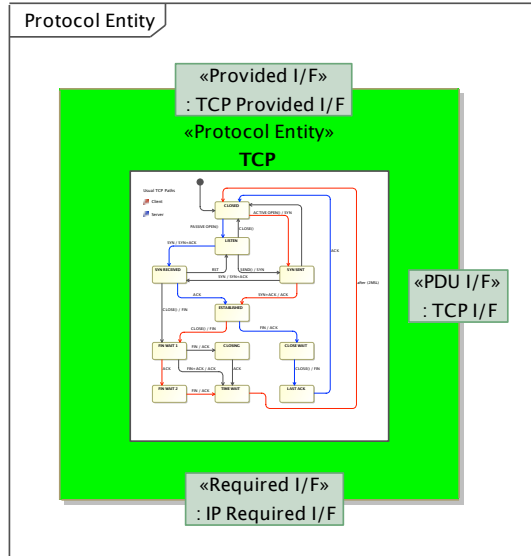 Protocol Entity
«Provided I/F»
: TCP Provided I/F
«Protocol Entity»
TCP
Usual TCP Paths
Client
Server
CLOSED
ACTIVE OPEN() / SYN
PASSIVE OPEN()
CLOSE()
LISTEN
SYN / SYN+ACK
ACK
RST
SEND() / SYN
SYN RECEIVED
SYN SENT
SYN / SYN+ACK
after (2MSL)
«PDU I/F»
: TCP I/F
ACK
SYN+ACK / ACK
CLOSE() / FIN
ESTABLISHED
CLOSE() / FIN
FIN / ACK
FIN WAIT 1
FIN / ACK
CLOSING
CLOSE WAIT
ACK
FIN+ACK / ACK
ACK
CLOSE() / FIN
FIN WAIT 2
FIN / ACK
TIME WAIT
LAST ACK
«Required I/F»
: IP Required I/F